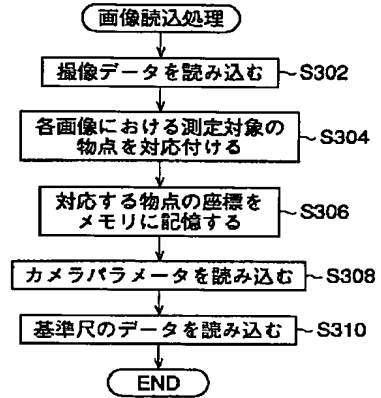 画像読込処理
撮像データを読み込む
S302
各画像における測定対象の
物点を対応付ける
S304
対応する物点の座標を
メモリに記憶する
S306
カメラパラメータを読み込む
S308
基準尺のデータを読み込む
S310
END